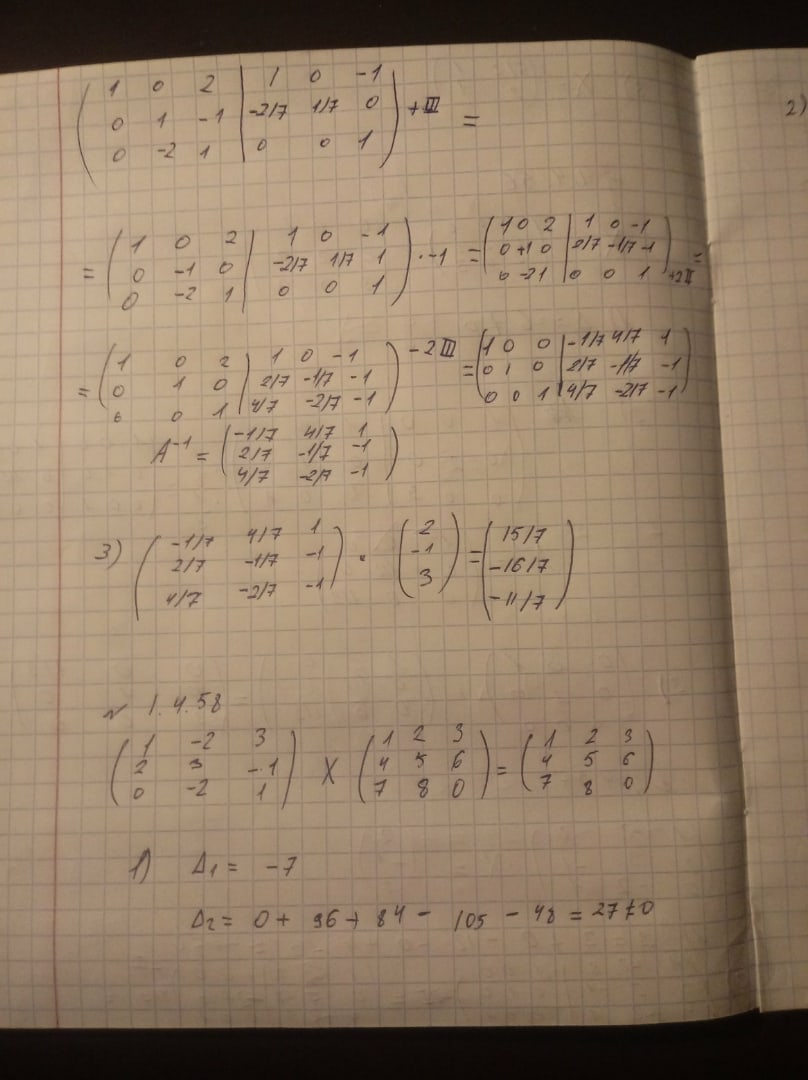 2)
( 1 0 2 | 1 0 -1 )
( 0 1 -1 | -2/7 1/7 0 ) +III =
( 0 -2 1 | 0 0 1 )
= ( 1 0 2 | 1 0 -1 ; 0 -1 0 | -2/7 1/7 1 ; 0 -2 1 | 0 0 1 ) · -1 = ( 1 0 2 | 1 0 -1 ; 0 +1 0 | 2/7 -1/7 -1 ; 0 -2 1 | 0 0 1 ) +2II =
= ( 1 0 2 | 1 0 -1 ; 0 1 0 | 2/7 -1/7 -1 ; 0 0 1 | 4/7 -2/7 -1 ) -2III = ( 1 0 0 | -1/7 4/7 1 ; 0 1 0 | 2/7 -1/7 -1 ; 0 0 1 | 4/7 -2/7 -1 )
A⁻¹ = ( -1/7 4/7 1 ; 2/7 -1/7 -1 ; 4/7 -2/7 -1 )
3) ( -1/7 4/7 1 ; 2/7 -1/7 -1 ; 4/7 -2/7 -1 ) · ( 2 ; -1 ; 3 ) = ( 15/7 ; -16/7 ; -11/7 )
№ 1.4.58
( 1 -2 3 ; 2 3 -1 ; 0 -2 1 ) X ( 1 2 3 ; 4 5 6 ; 7 8 0 ) = ( 1 2 3 ; 4 5 6 ; 7 8 0 )
1) Δ1 = -7
Δ2 = 0 + 96 + 84 - 105 - 48 = 27 ≠ 0